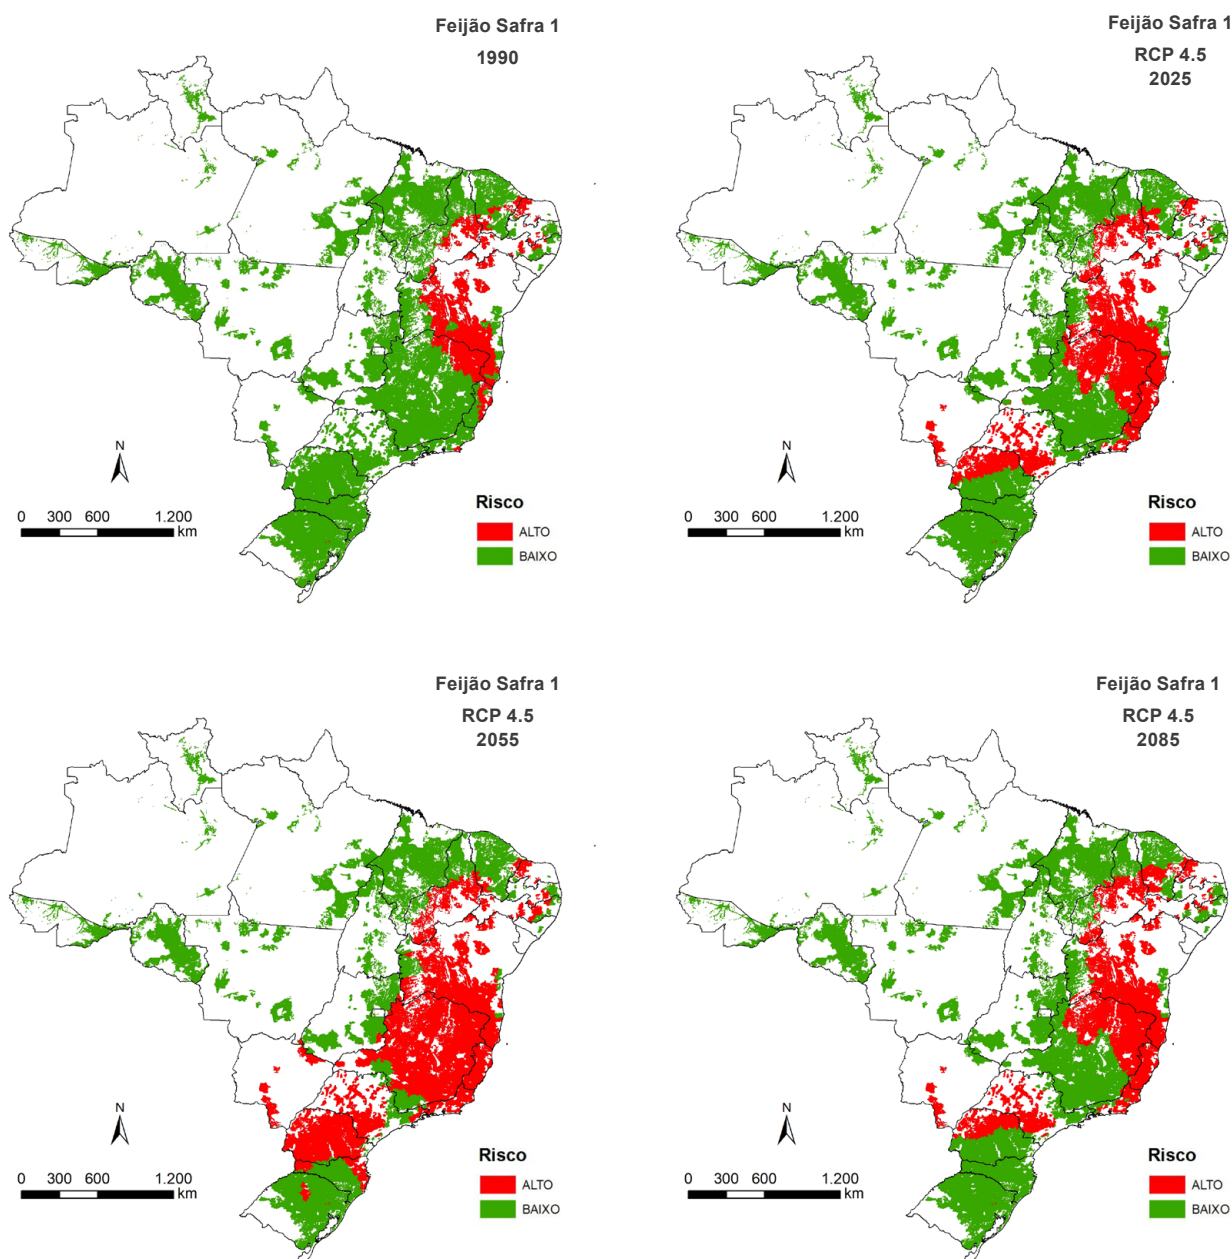 Feijão Safra 1
1990
N
0 300 600 1.200
km
Risco
ALTO
BAIXO
Feijão Safra 1
RCP 4.5
2025
N
0 300 600 1.200
km
Risco
ALTO
BAIXO
Feijão Safra 1
RCP 4.5
2055
N
0 300 600 1.200
km
Risco
ALTO
BAIXO
Feijão Safra 1
RCP 4.5
2085
N
0 300 600 1.200
km
Risco
ALTO
BAIXO